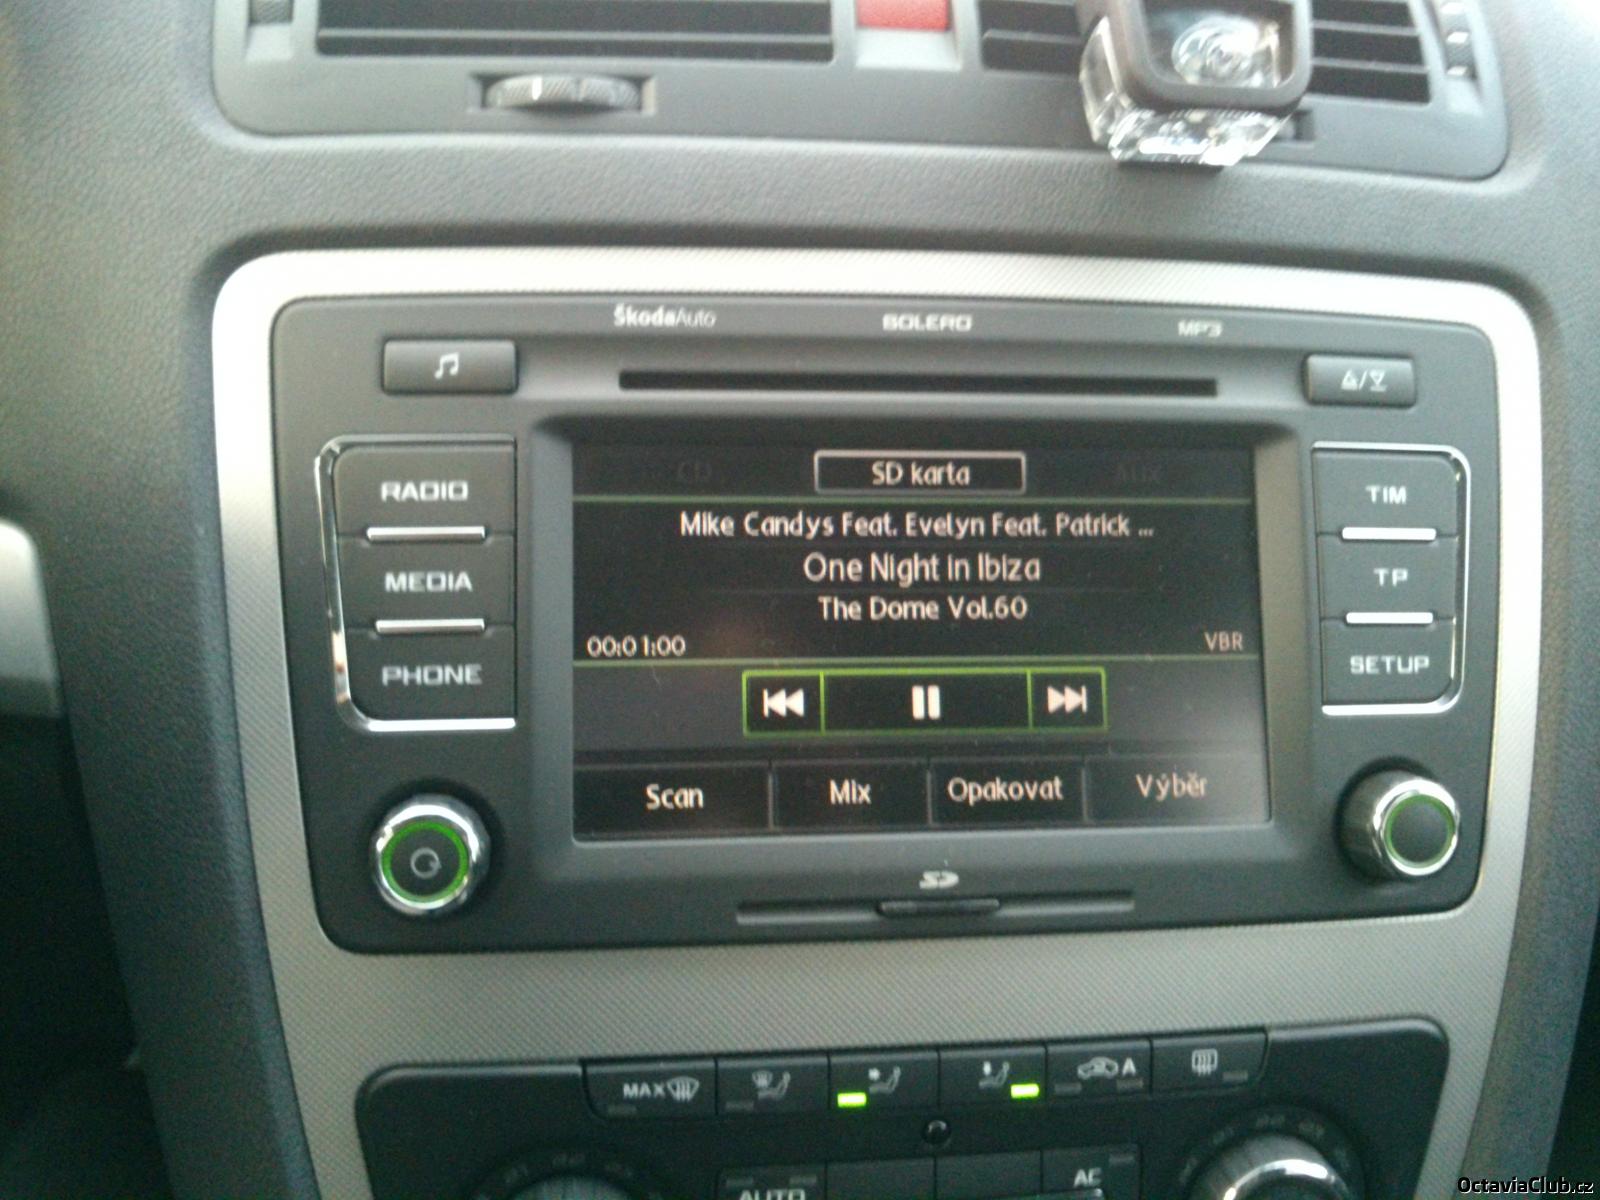 ŠkodaAuto BOLERO MP3
RADIO
MEDIA
PHONE
CD SD karta AUX
Mike Candys Feat. Evelyn Feat. Patrick ...
One Night in Ibiza
The Dome Vol.60
00:01:00 VBR
Scan Mix Opakovat Výběr
TIM
TP
SETUP
SD
MAX A
AUTO AC
OctaviaClub.cz